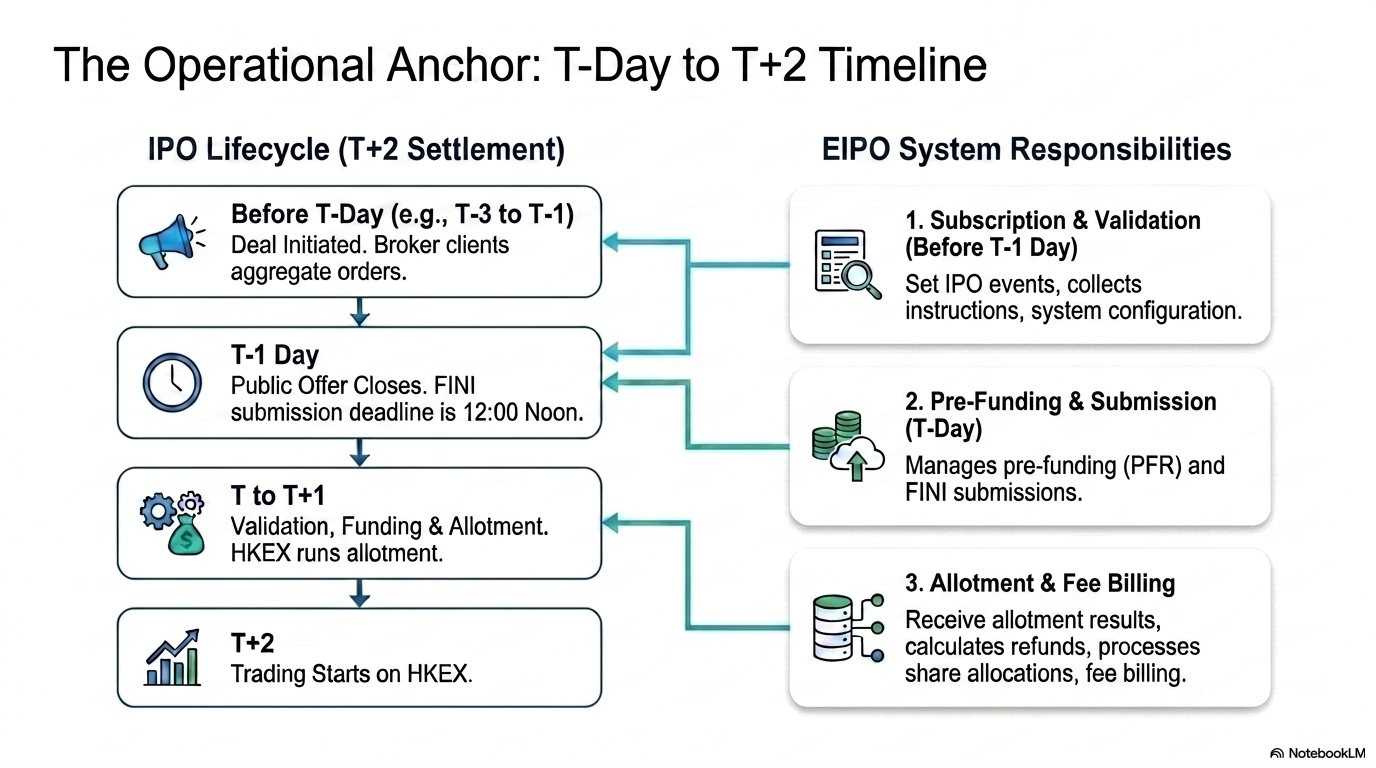 The Operational Anchor: T-Day to T+2 Timeline
IPO Lifecycle (T+2 Settlement)
Before T-Day (e.g., T-3 to T-1)
Deal Initiated. Broker clients
aggregate orders.
T-1 Day
Public Offer Closes. FINI
submission deadline is 12:00 Noon.
T to T+1
Validation, Funding & Allotment.
HKEX runs allotment.
$
T+2
Trading Starts on HKEX.
EIPO System Responsibilities
1. Subscription & Validation
(Before T-1 Day)
Set IPO events, collects
instructions, system configuration.
2. Pre-Funding & Submission
(T-Day)
Manages pre-funding (PFR) and
FINI submissions.
3. Allotment & Fee Billing
Receive allotment results,
calculates refunds, processes
share allocations, fee billing.
NotebookLM